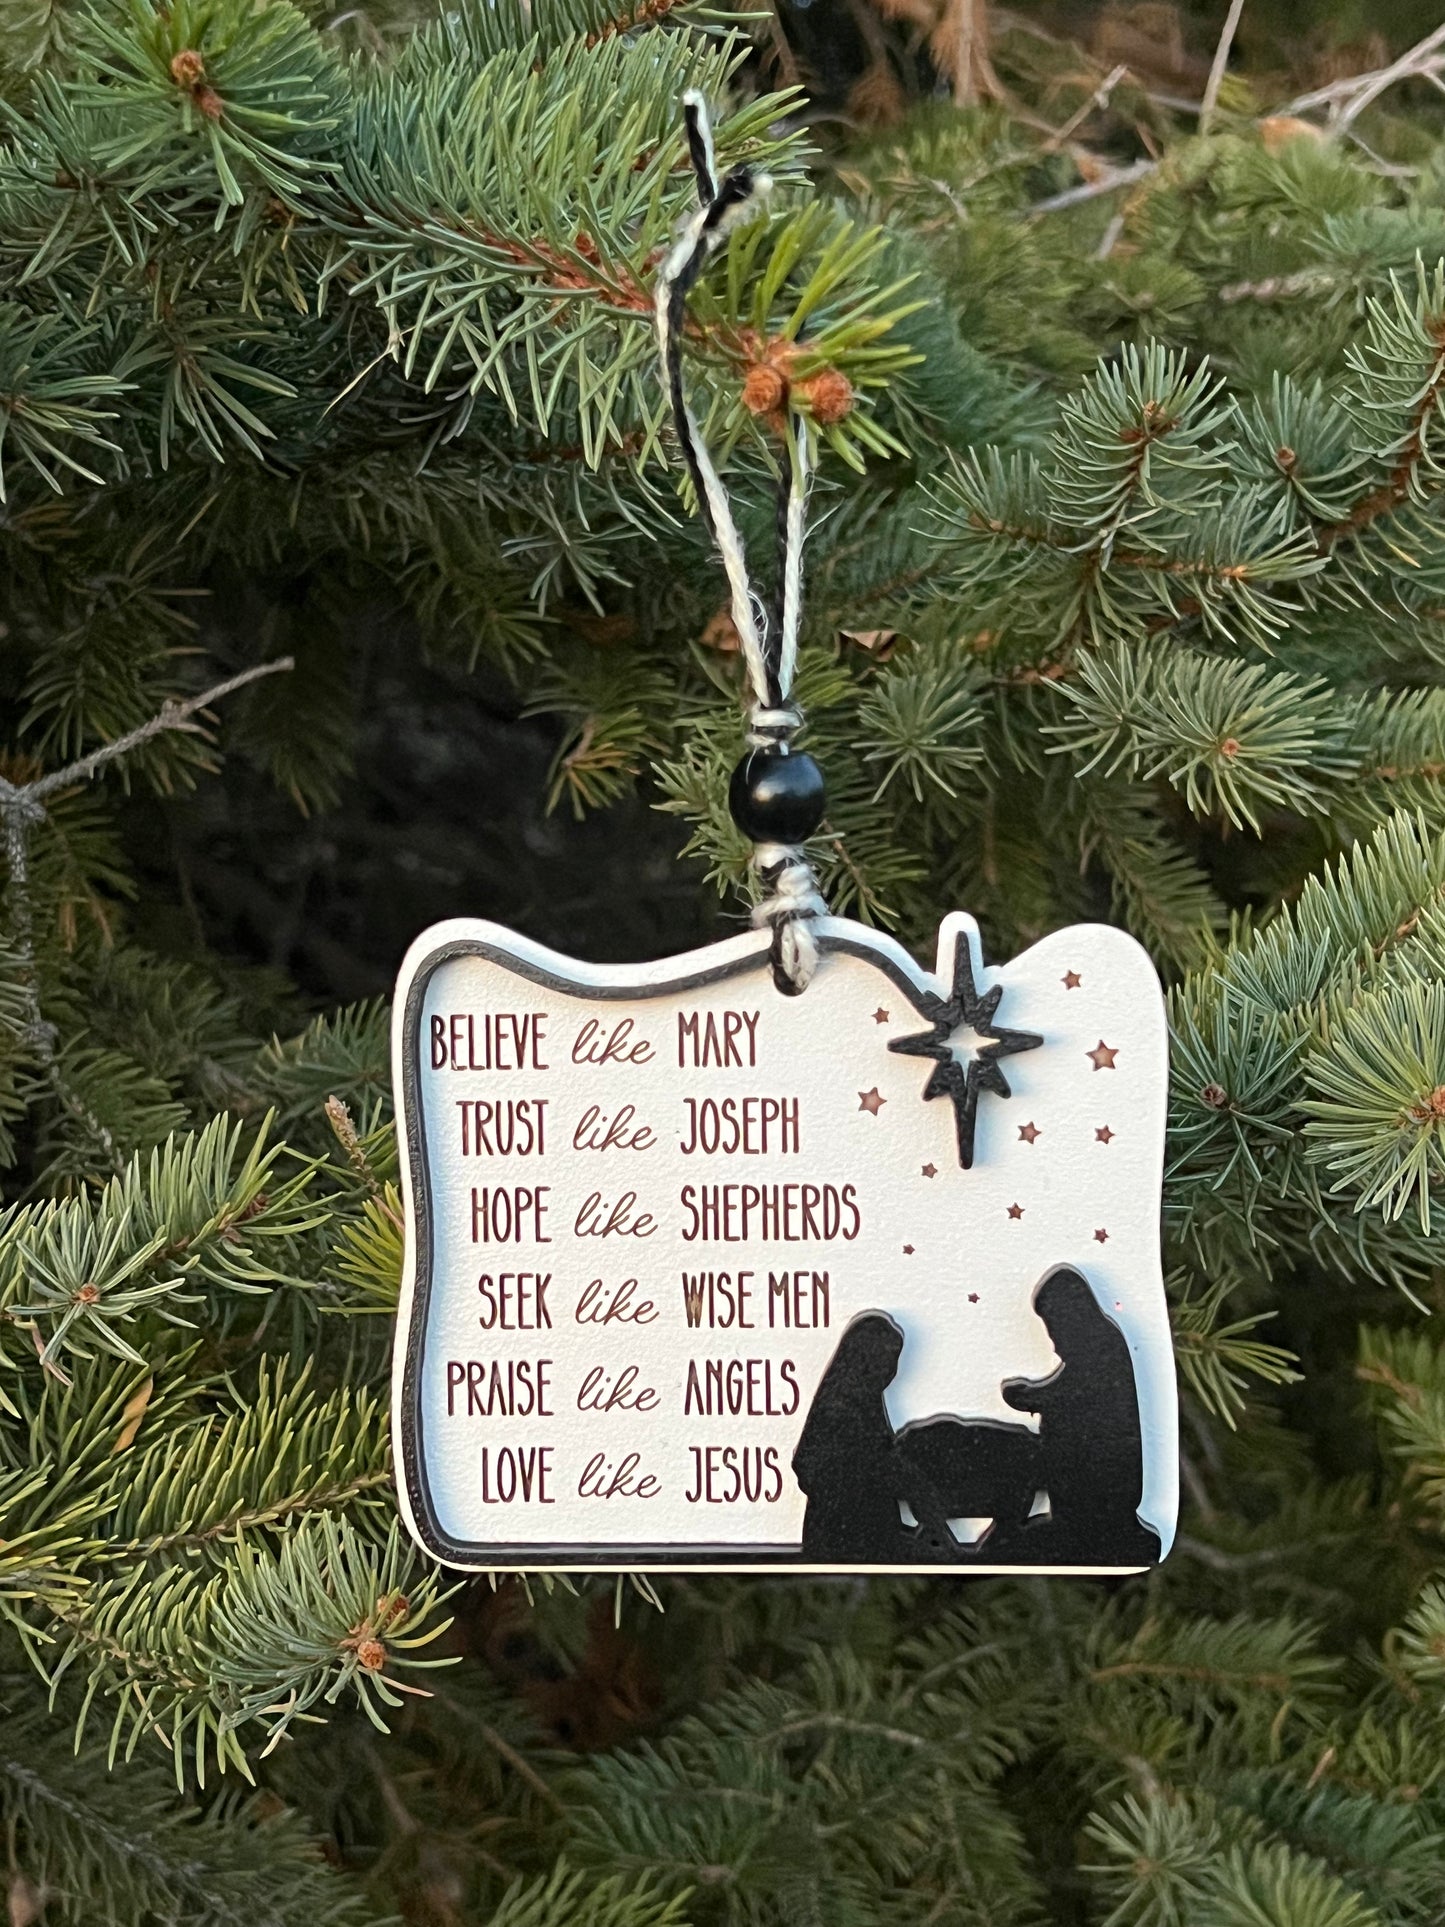 BELIEVE like MARY
TRUST like JOSEPH
HOPE like SHEPHERDS
SEEK like WISE MEN
PRAISE like ANGELS
LOVE like JESUS